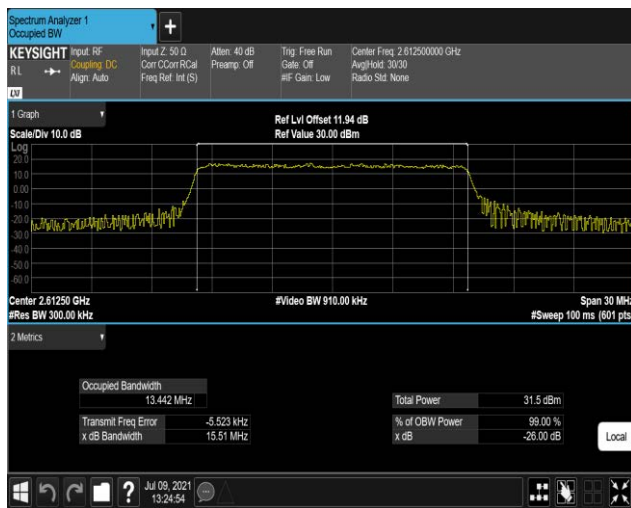 Spectrum Analyzer 1
Occupied BW
+
KEYSIGHT Input: RF Input Z: 50 Ω Atten: 40 dB Trig: Free Run Center Freq: 2.612500000 GHz
RL Coupling: DC Corr CCorr RCal Preamp: Off Gate: Off Avg|Hold: 30/30
Align: Auto Freq Ref: Int (S) #IF Gain: Low Radio Std: None
LXI
1 Graph Ref Lvl Offset 11.94 dB
Scale/Div 10.0 dB Ref Value 30.00 dBm
Log
20.0
10.0
0.00
-10.0
-20.0
-30.0
-40.0
-50.0
-60.0
Center 2.61250 GHz #Video BW 910.00 kHz Span 30 MHz
#Res BW 300.00 kHz #Sweep 100 ms (601 pts
2 Metrics
Occupied Bandwidth
13.442 MHz Total Power 31.5 dBm
Transmit Freq Error -5.523 kHz % of OBW Power 99.00 %
x dB Bandwidth 15.51 MHz x dB -26.00 dB
Local
? Jul 09, 2021
13:24:54